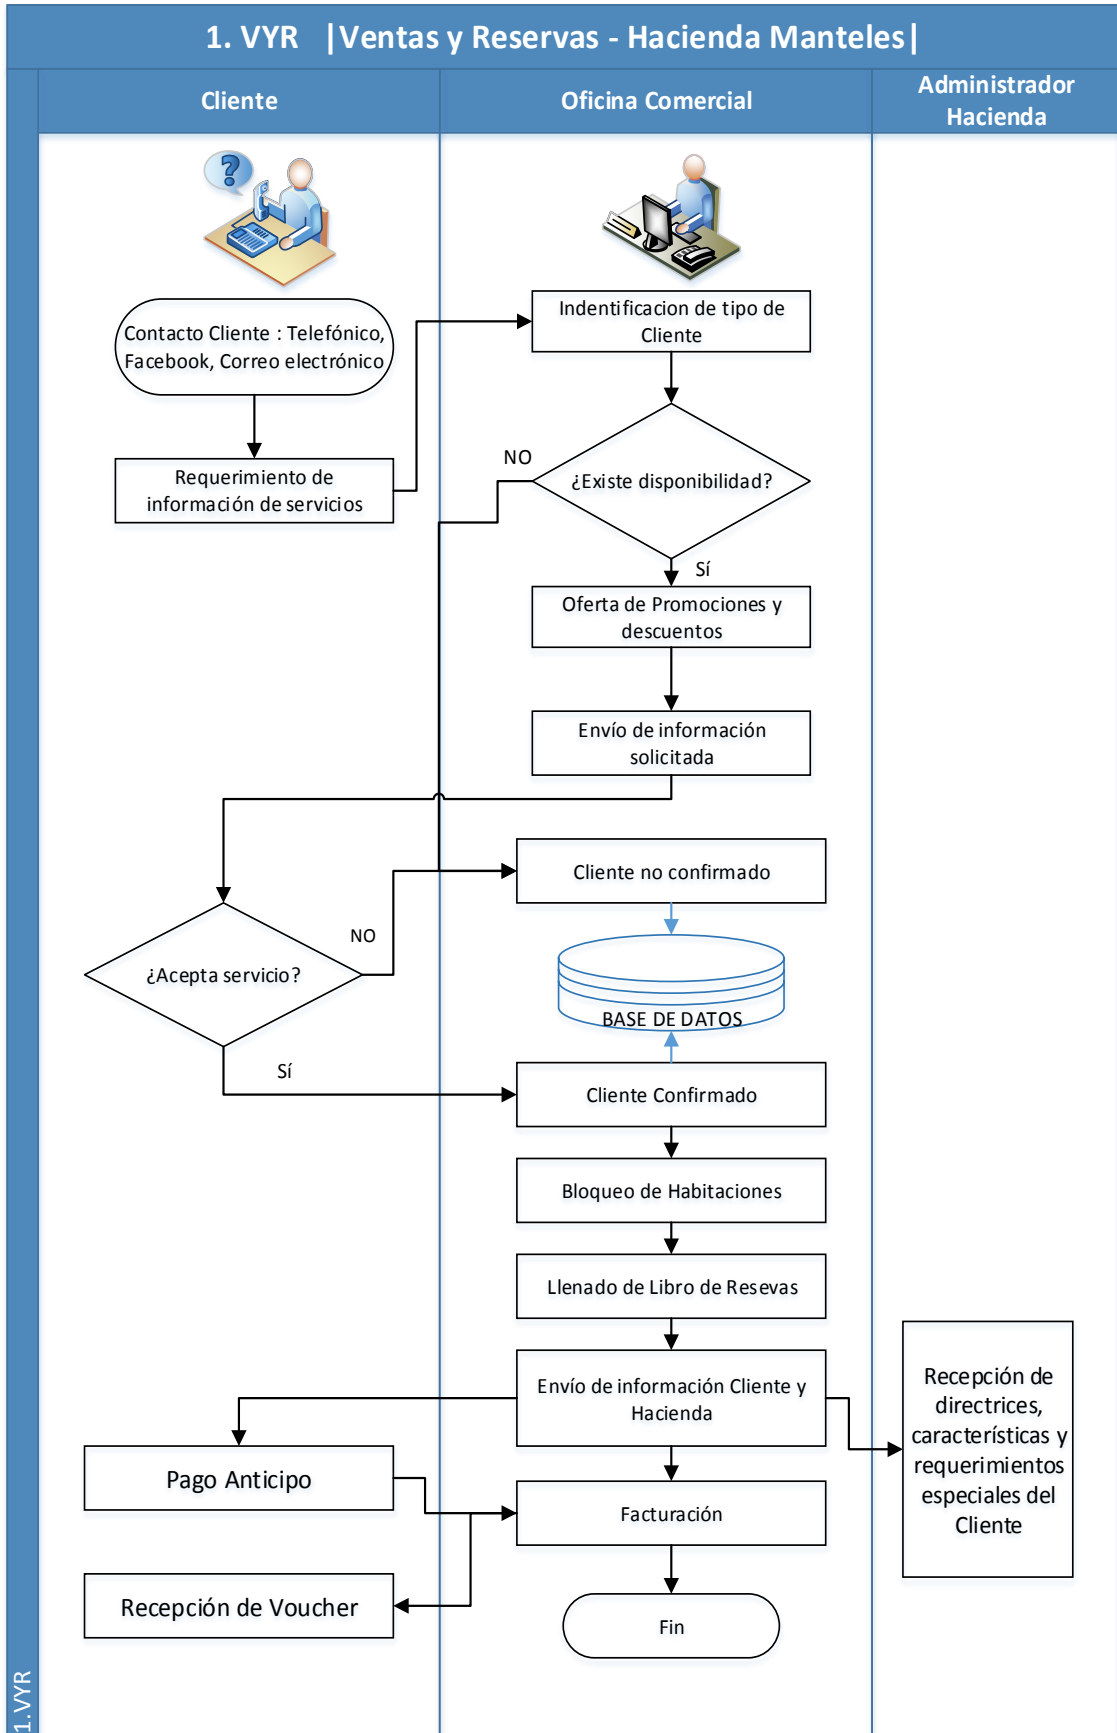 1. VYR |Ventas y Reservas - Hacienda Manteles|
Cliente
Oficina Comercial
Administrador
Hacienda
?
Contacto Cliente : Telefónico,
Facebook, Correo electrónico
Indentificacion de tipo de
Cliente
Requerimiento de
información de servicios
NO
¿Existe disponibilidad?
Sí
Oferta de Promociones y
descuentos
Envío de información
solicitada
Cliente no confirmado
NO
¿Acepta servicio?
BASE DE DATOS
Sí
Cliente Confirmado
Bloqueo de Habitaciones
Llenado de Libro de Resevas
Envío de información Cliente y
Hacienda
Recepción de
directrices,
características y
requerimientos
especiales del
Cliente
Pago Anticipo
Facturación
Recepción de Voucher
Fin
1.VYR